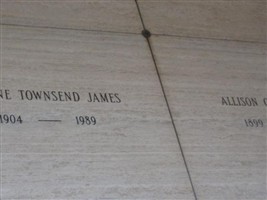 NE TOWNSEND JAMES
1904 — 1989
ALLISON
1899